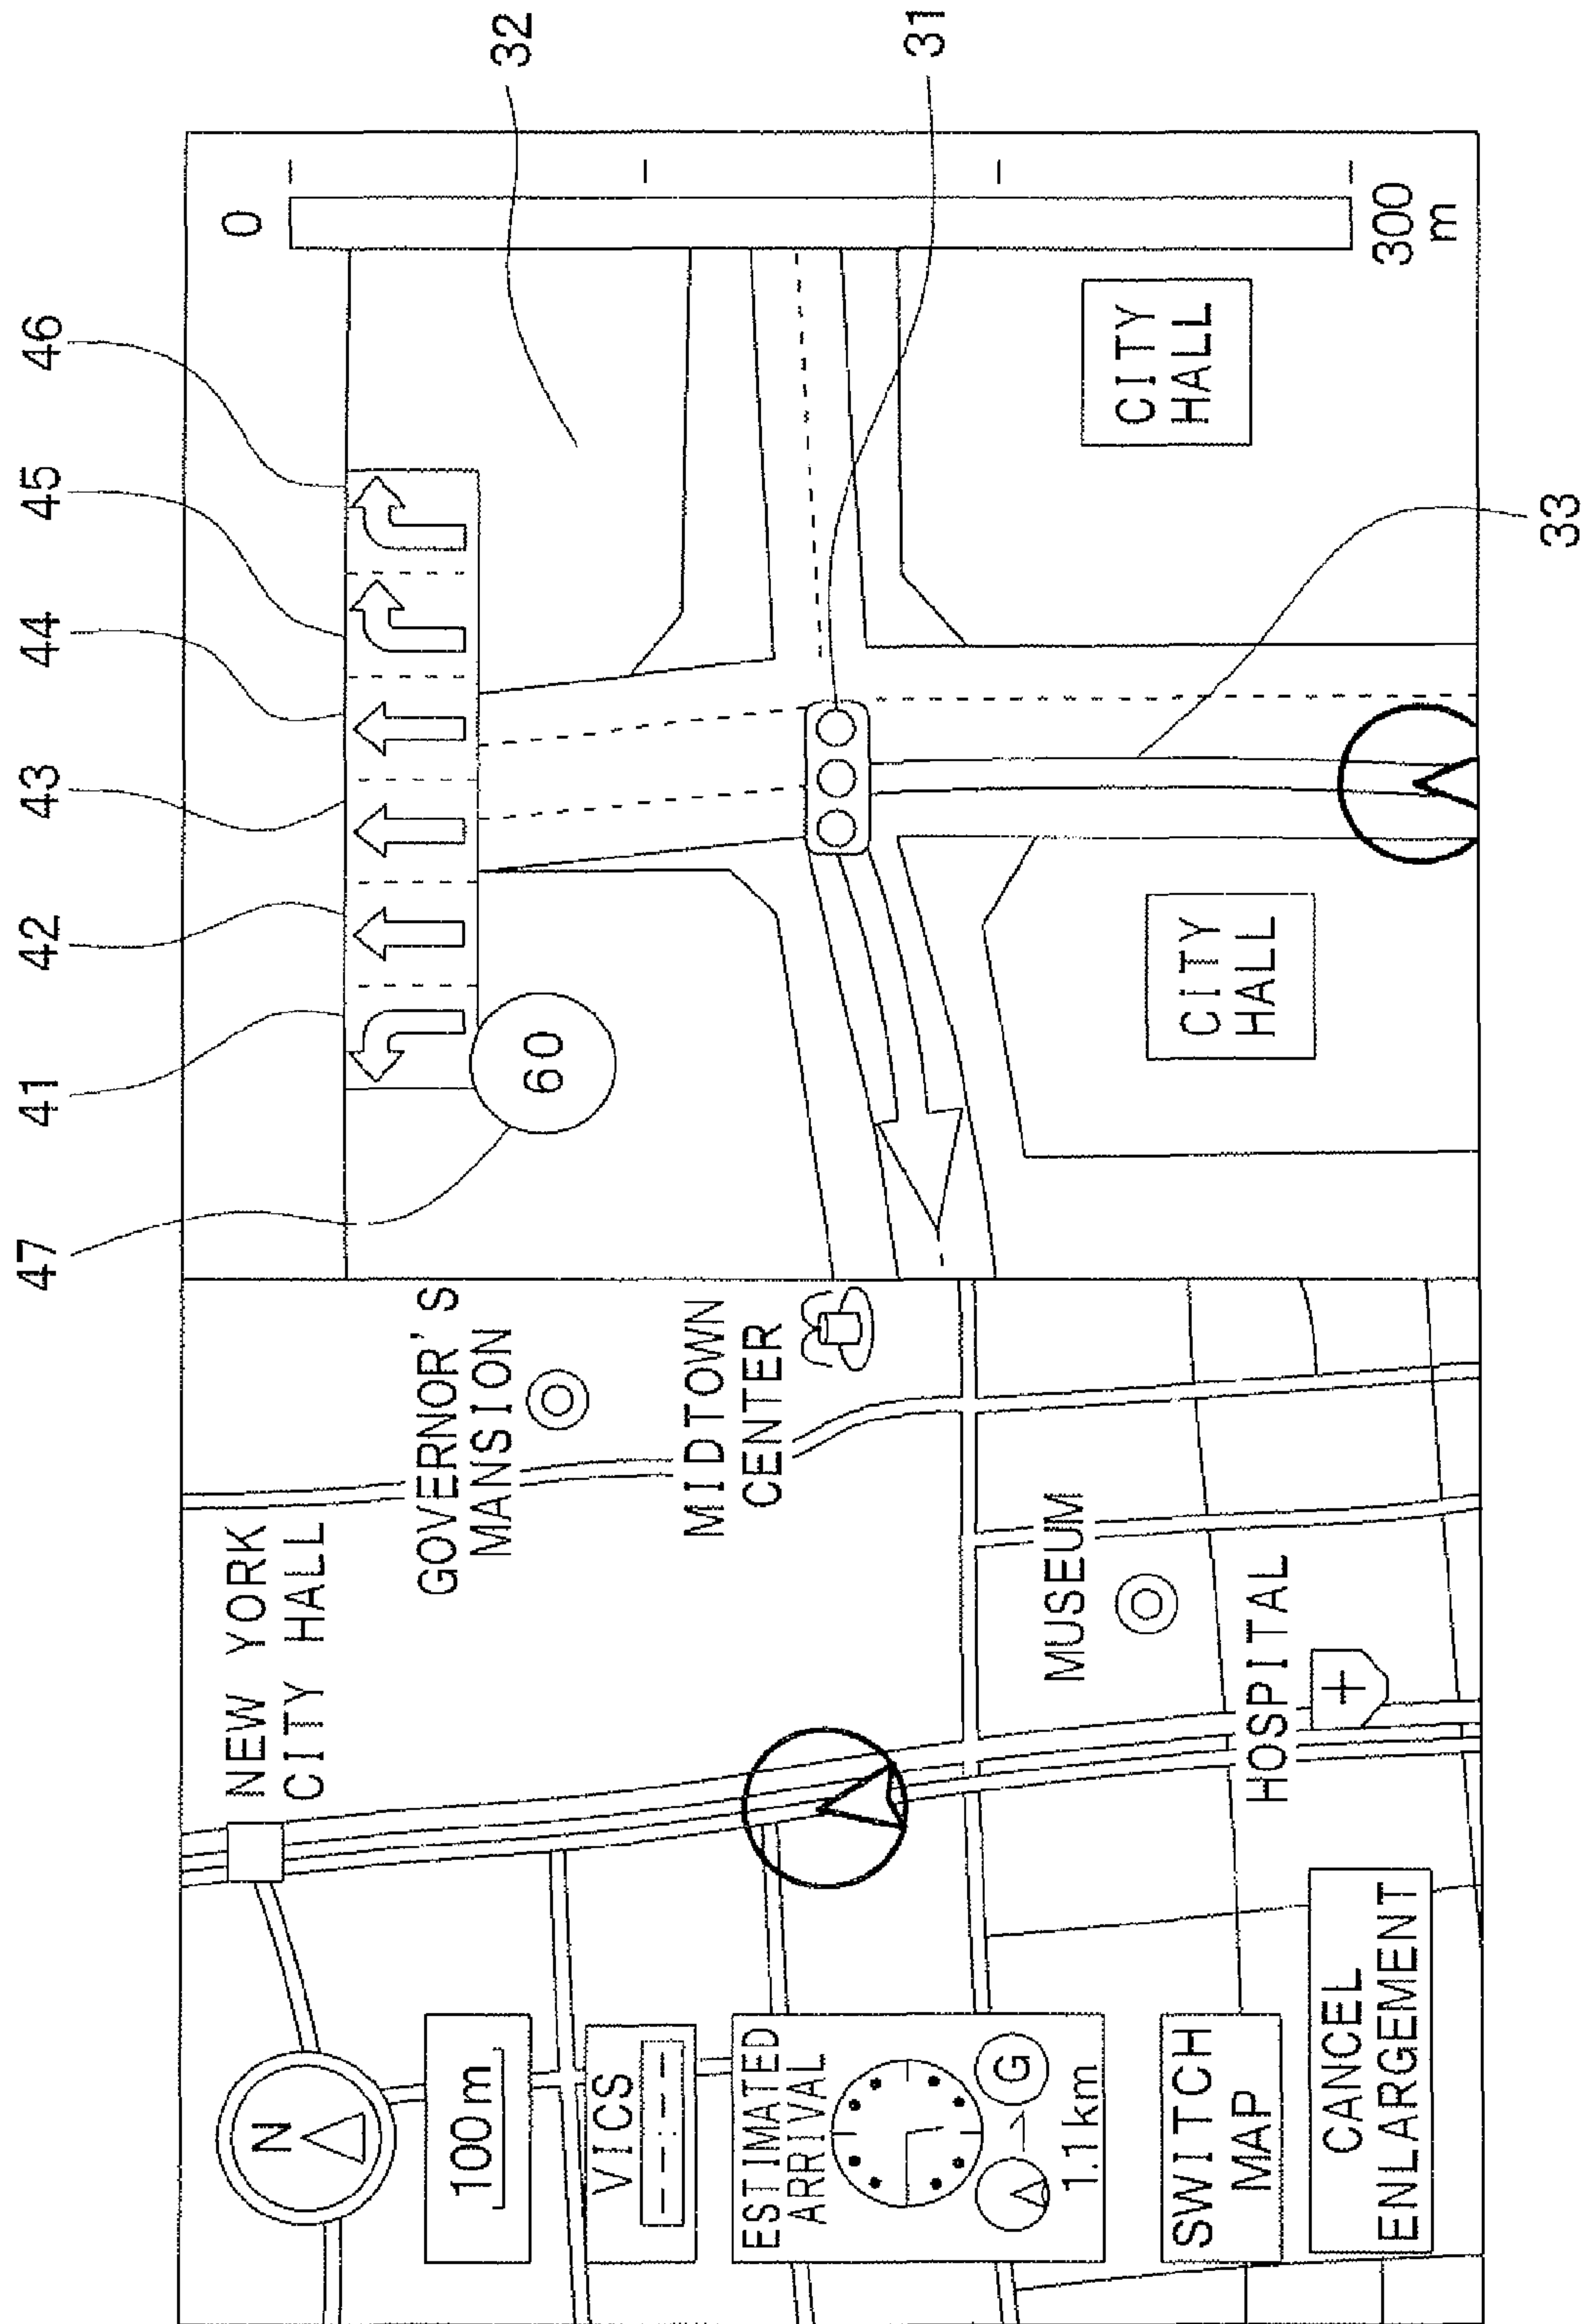 47
41
42
43
44
45
46
32
31
33
N
100m
VICS
ESTIMATED
ARRIVAL
G
1.1km
SWITCH
MAP
CANCEL
ENLARGEMENT
NEW YORK
CITY HALL
GOVERNOR'S
MANSION
MIDTOWN
CENTER
MUSEUM
HOSPITAL
60
CITY
HALL
CITY
HALL
0
300
m